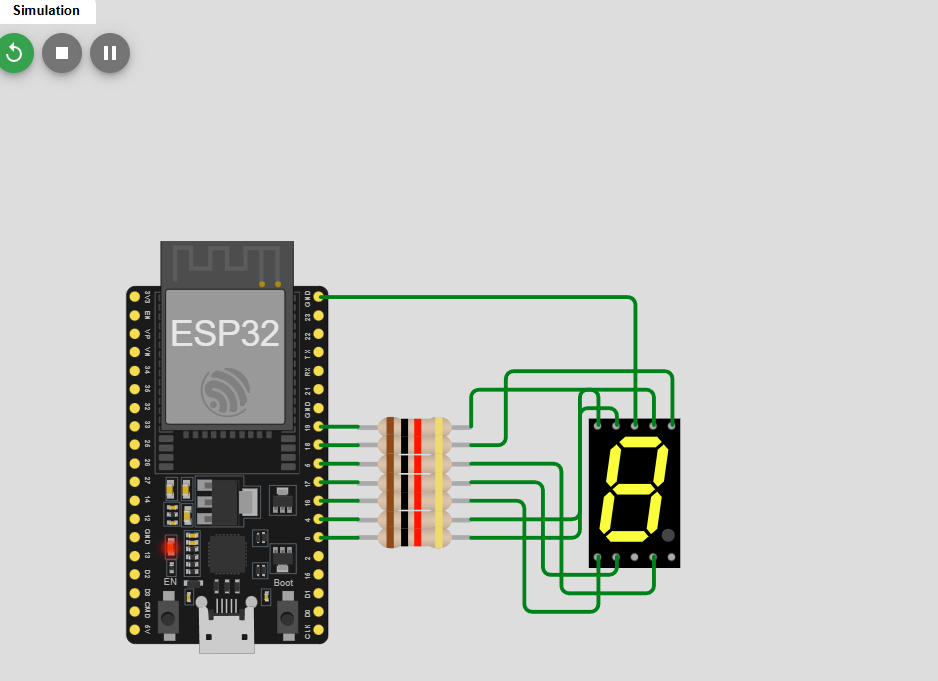 Simulation
3V3
GND
EN
23
VP
22
ESP32
VN
TX
34
RX
35
21
32
GND
33
19
25
18
26
5
27
17
14
16
12
4
GND
0
13
2
EN
Boot
D2
15
D3
D1
CMD
D0
5V
CLK